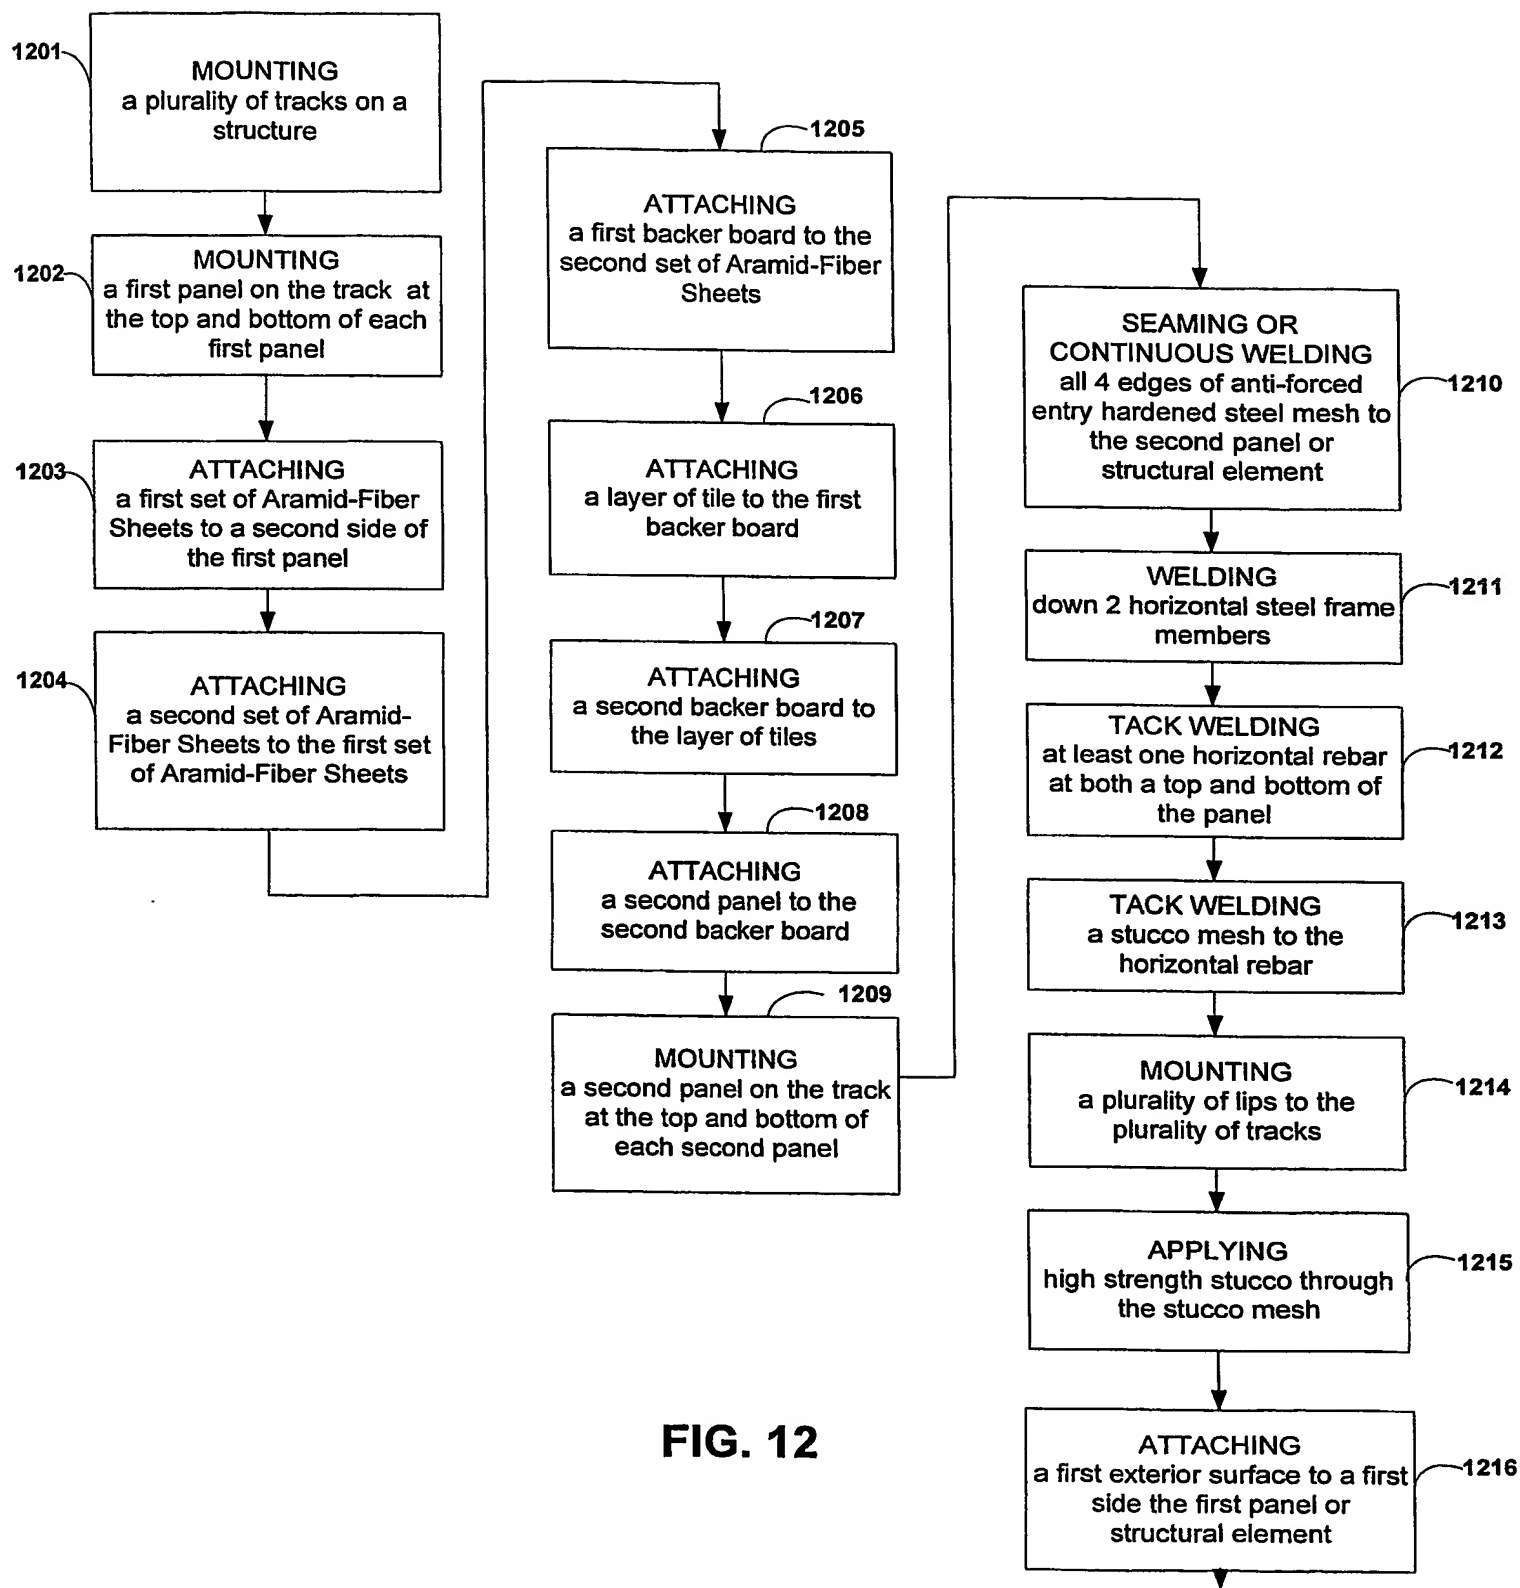 1201
MOUNTING
a plurality of tracks on a
structure
1202
MOUNTING
a first panel on the track at
the top and bottom of each
first panel
1203
ATTACHING
a first set of Aramid-Fiber
Sheets to a second side of
the first panel
1204
ATTACHING
a second set of Aramid-
Fiber Sheets to the first set
of Aramid-Fiber Sheets
1205
ATTACHING
a first backer board to the
second set of Aramid-Fiber
Sheets
1206
ATTACHING
a layer of tile to the first
backer board
1207
ATTACHING
a second backer board to
the layer of tiles
1208
ATTACHING
a second panel to the
second backer board
1209
MOUNTING
a second panel on the track
at the top and bottom of
each second panel
1210
SEAMING OR
CONTINUOUS WELDING
all 4 edges of anti-forced
entry hardened steel mesh to
the second panel or
structural element
1211
WELDING
down 2 horizontal steel frame
members
1212
TACK WELDING
at least one horizontal rebar
at both a top and bottom of
the panel
1213
TACK WELDING
a stucco mesh to the
horizontal rebar
1214
MOUNTING
a plurality of lips to the
plurality of tracks
1215
APPLYING
high strength stucco through
the stucco mesh
1216
ATTACHING
a first exterior surface to a first
side the first panel or
structural element
FIG. 12